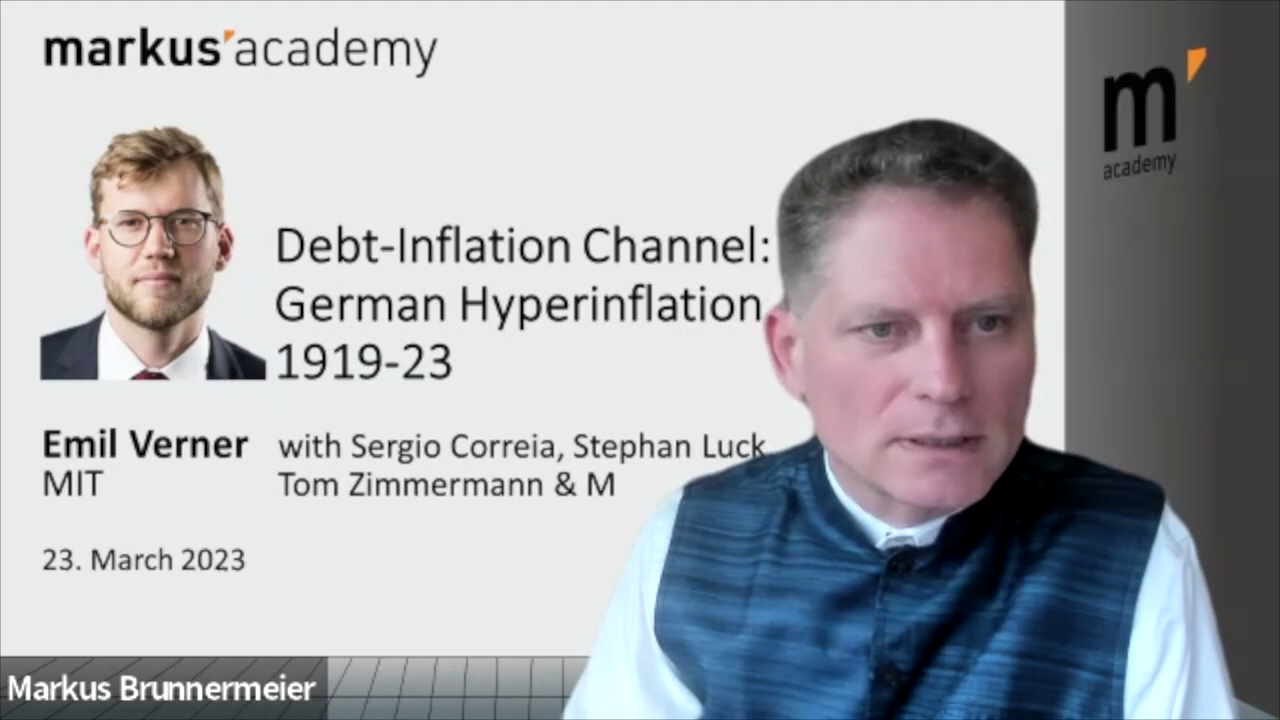 markus'academy
m'
academy
Debt-Inflation Channel:
German Hyperinflation
1919-23
Emil Verner
MIT
with Sergio Correia, Stephan Luck
Tom Zimmermann & M
23. March 2023
Markus Brunnermeier